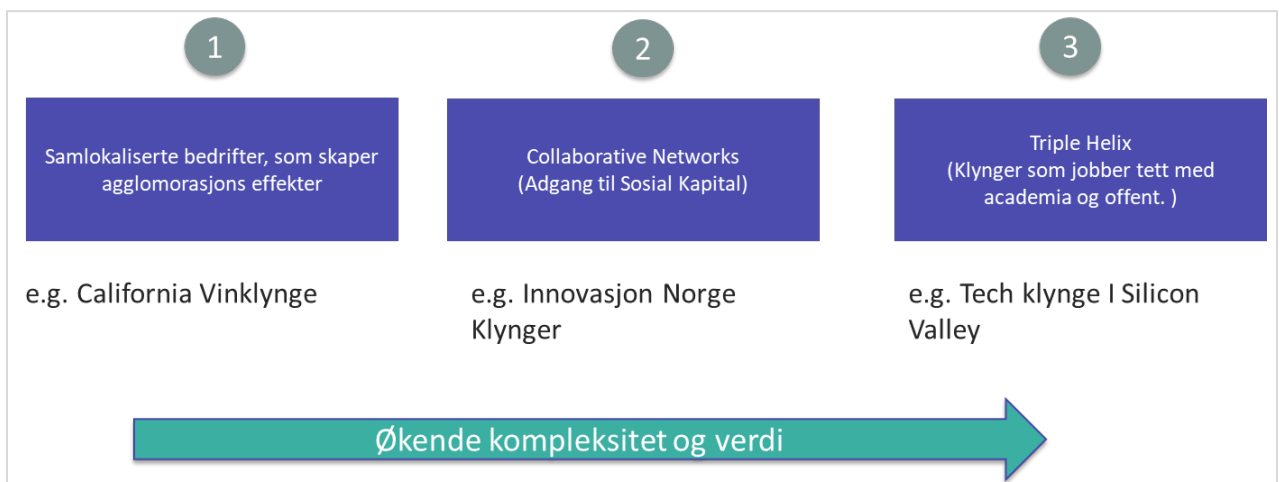 1
2
3
Samlokaliserte bedrifter, som skaper
agglomorasjons effekter
Collaborative Networks
(Adgang til Sosial Kapital)
Triple Helix
(Klynger som jobber tett med
academia og offent. )
e.g. California Vinklynge
e.g. Innovasjon Norge
Klynger
e.g. Tech klynge I Silicon
Valley
Økende kompleksitet og verdi